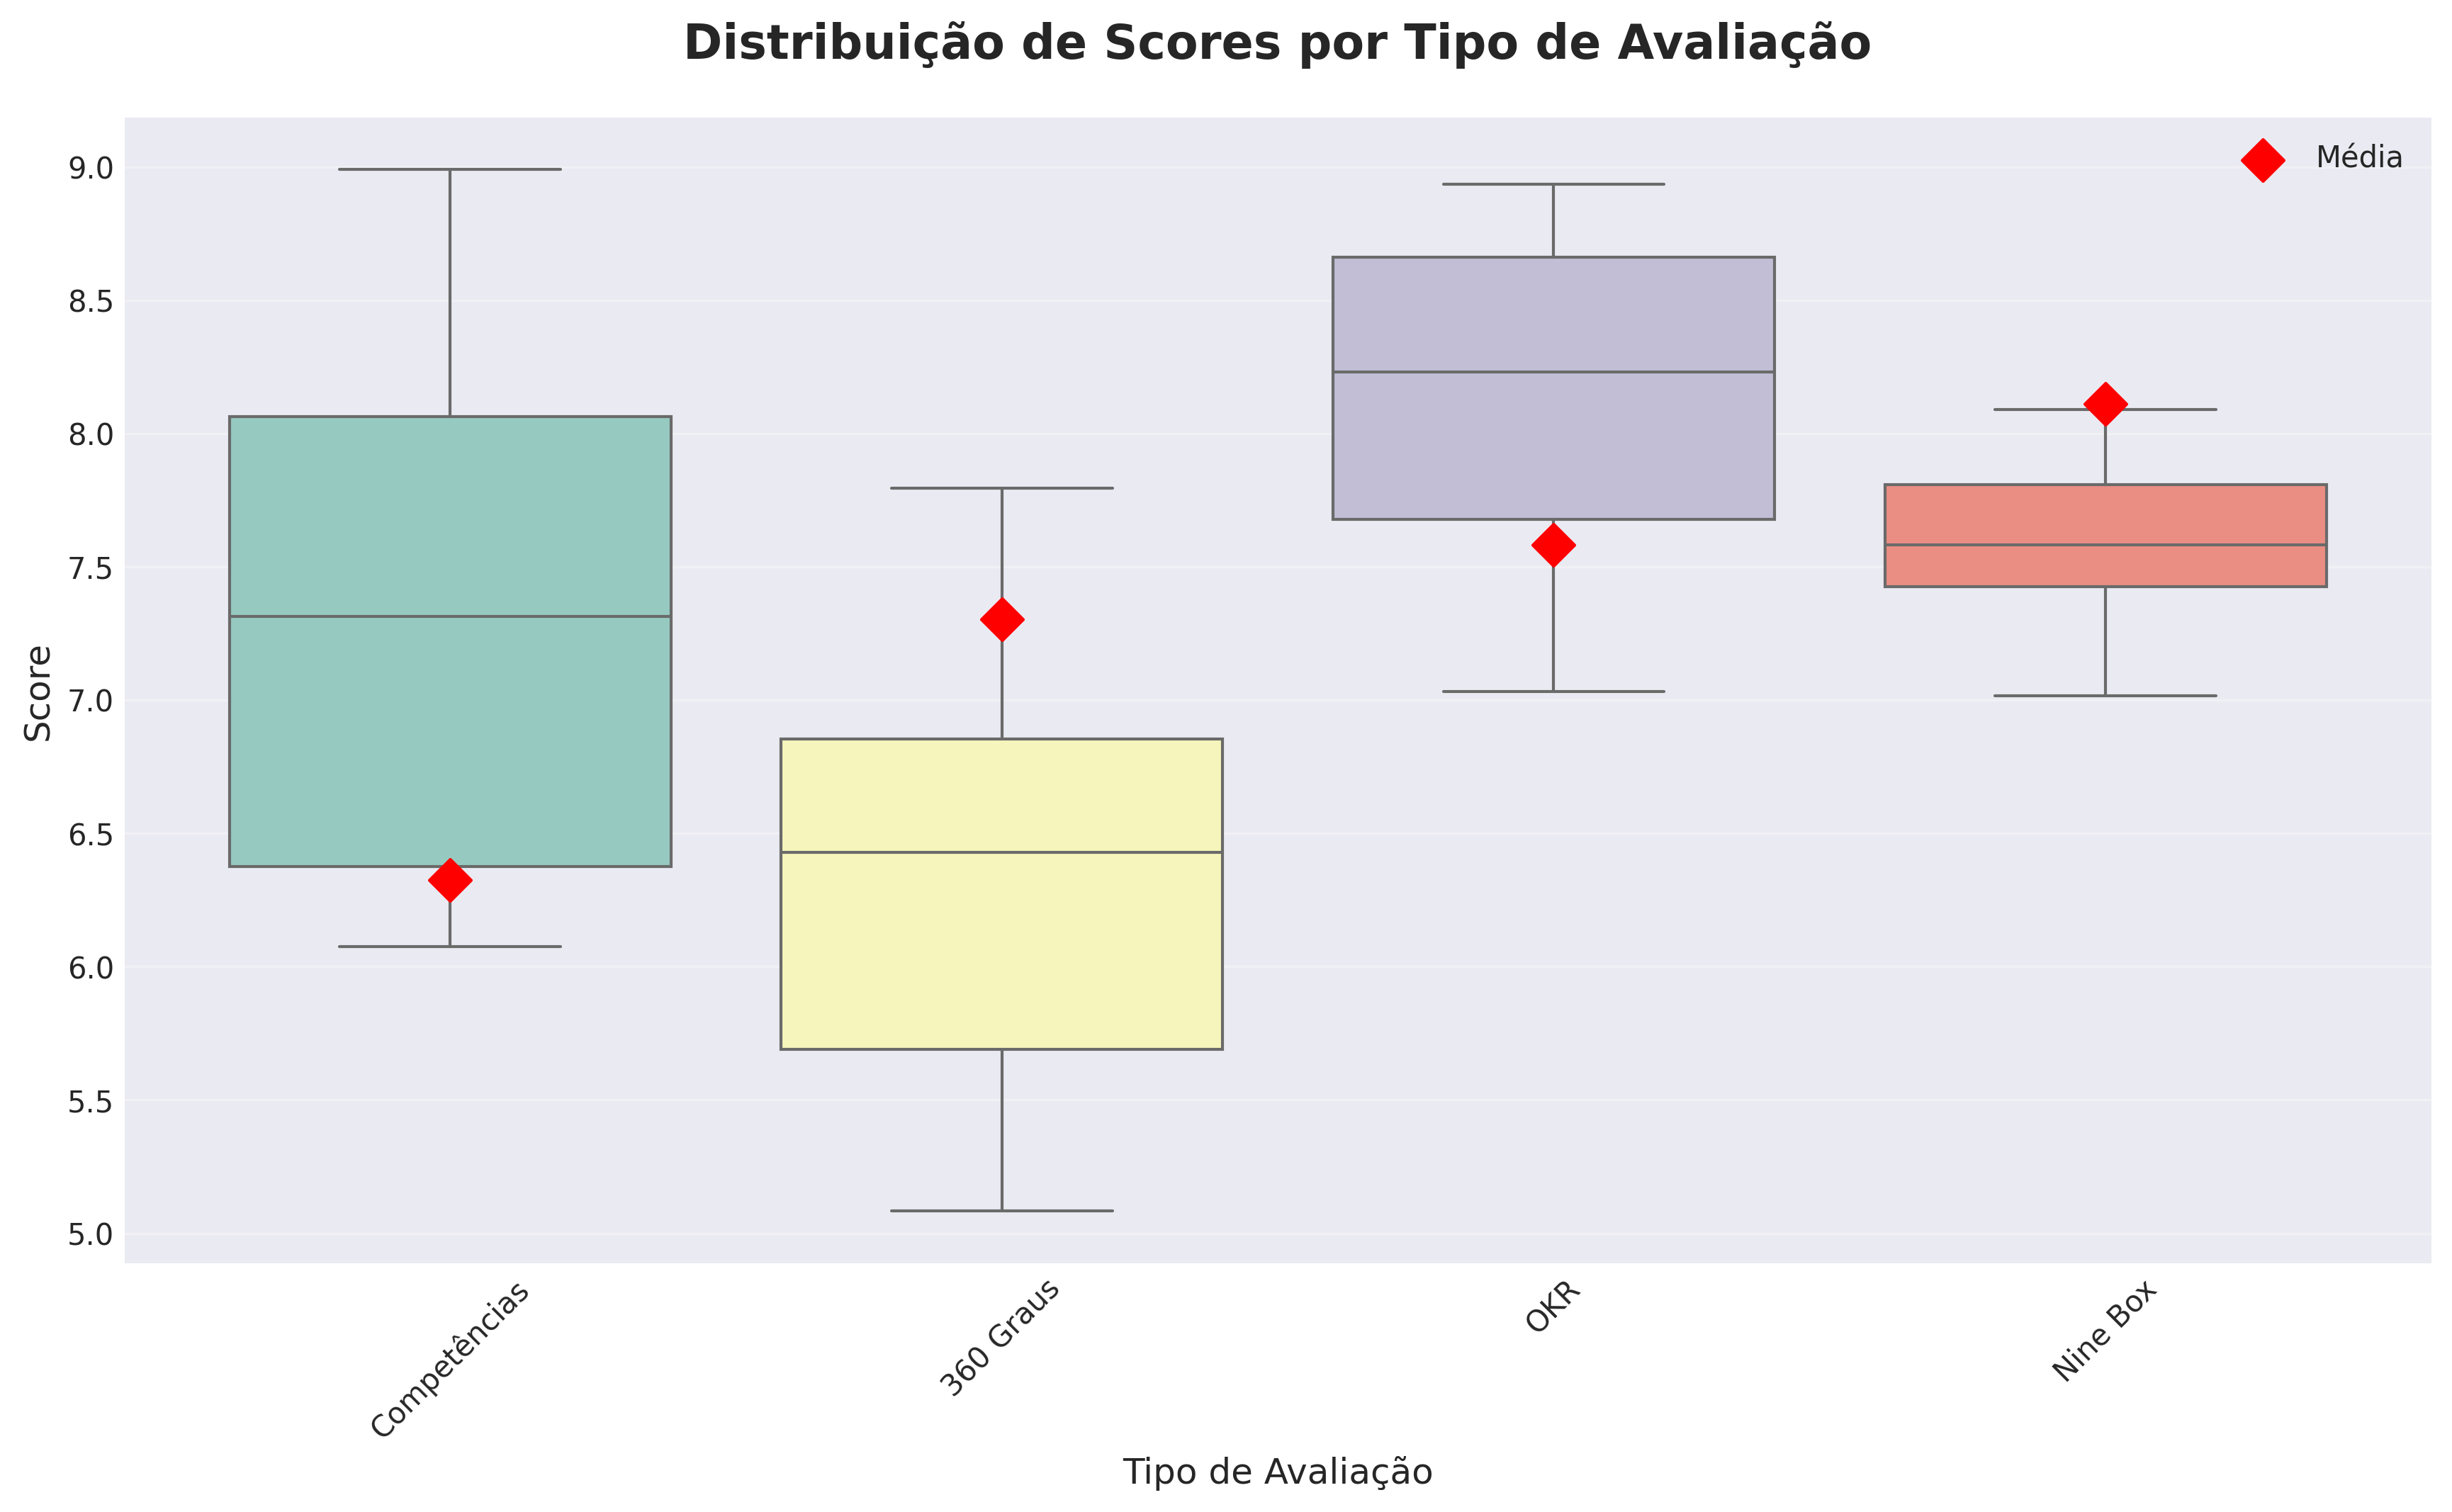 Distribuição de Scores por Tipo de Avaliação
Média
Score
9.0
8.5
8.0
7.5
7.0
6.5
6.0
5.5
5.0
Competências
360 Graus
OKR
Nine Box
Tipo de Avaliação